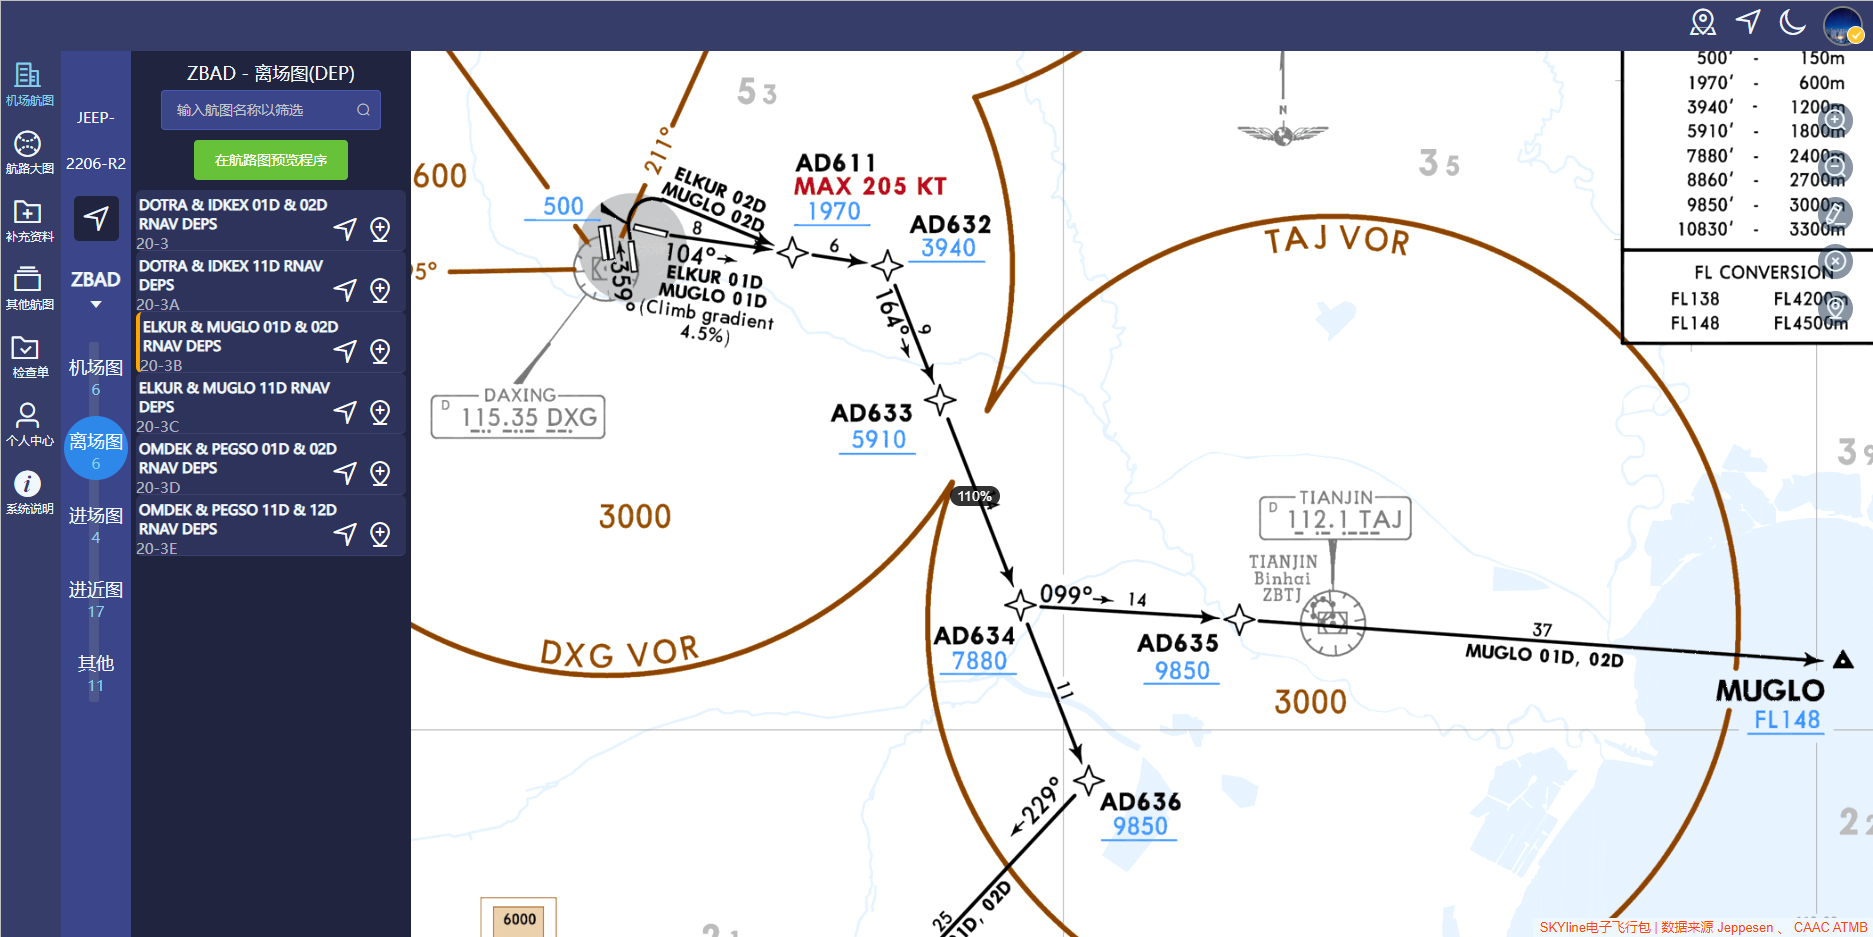 机场航图
航路大图
补充资料
其他航图
检查单
个人中心
系统说明
JEEP-
2206-R2
ZBAD
机场图
6
离场图
6
进场图
4
进近图
17
其他
11
ZBAD - 离场图(DEP)
输入航图名称以筛选
在航路图预览程序
DOTRA & IDKEX 01D & 02D
RNAV DEPS
20-3
DOTRA & IDKEX 11D RNAV
DEPS
20-3A
ELKUR & MUGLO 01D & 02D
RNAV DEPS
20-3B
ELKUR & MUGLO 11D RNAV
DEPS
20-3C
OMDEK & PEGSO 01D & 02D
RNAV DEPS
20-3D
OMDEK & PEGSO 11D & 12D
RNAV DEPS
20-3E
53
35
N
500' - 150m
1970' - 600m
3940' - 1200m
5910' - 1800m
7880' - 2400m
8860' - 2700m
9850' - 3000m
10830' - 3300m
FL CONVERSION
FL138 FL4200m
FL148 FL4500m
600
211°
500
5°
ELKUR 02D
MUGLO 02D
8
104°
ELKUR 01D
MUGLO 01D
(Climb gradient
4.5%)
359°
AD611
MAX 205 KT
1970
6
AD632
3940
164°
9
TAJ VOR
DAXING
D 115.35 DXG
AD633
5910
39
110%
3000
TIANJIN
D 112.1 TAJ
TIANJIN
Binhai
ZBTJ
099°
14
AD634
7880
AD635
9850
37
MUGLO 01D, 02D
DXG VOR
11
3000
MUGLO
FL148
229°
AD636
9850
22
25
01D, 02D
6000
21
SKYline电子飞行包 | 数据来源 Jeppesen 、 CAAC ATMB